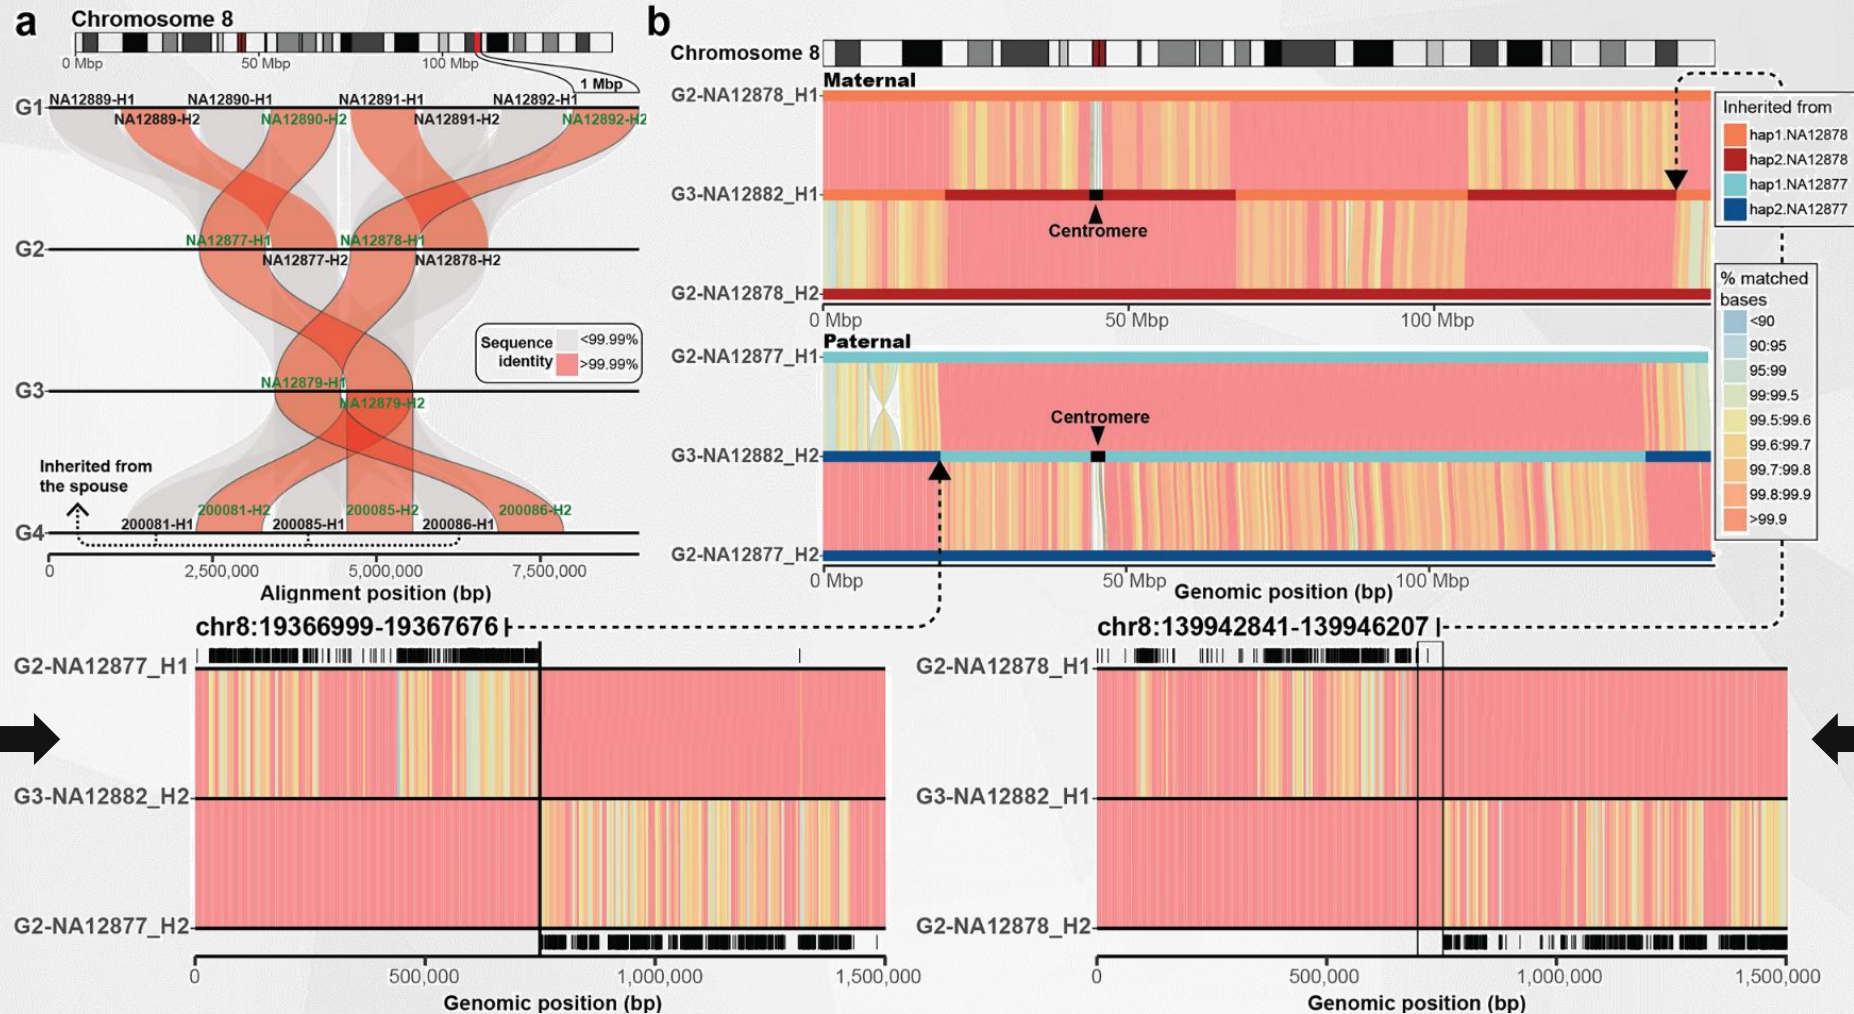 a
Chromosome 8
0 Mbp 50 Mbp 100 Mbp
1 Mbp
NA12889-H1 NA12890-H1 NA12891-H1 NA12892-H1
G1
NA12889-H2 NA12890-H2 NA12891-H2 NA12892-H2
NA12877-H1 NA12878-H1
G2
NA12877-H2 NA12878-H2
Sequence identity
<99.99%
>99.99%
NA12879-H1
G3
NA12879-H2
Inherited from
the spouse
200081-H2 200085-H2 200086-H2
200081-H1 200085-H1 200086-H1
G4
0 2,500,000 5,000,000 7,500,000
Alignment position (bp)
b
Chromosome 8
Maternal
G2-NA12878_H1
G3-NA12882_H1
Centromere
G2-NA12878_H2
0 Mbp 50 Mbp 100 Mbp
Paternal
G2-NA12877_H1
Centromere
G3-NA12882_H2
G2-NA12877_H2
0 Mbp 50 Mbp 100 Mbp
Genomic position (bp)
Inherited from
hap1.NA12878
hap2.NA12878
hap1.NA12877
hap2.NA12877
% matched
bases
<90
90:95
95:99
99:99.5
99.5:99.6
99.6:99.7
99.7:99.8
99.8:99.9
>99.9
chr8:19366999-19367676
G2-NA12877_H1
G3-NA12882_H2
G2-NA12877_H2
0 500,000 1,000,000 1,500,000
Genomic position (bp)
chr8:139942841-139946207
G2-NA12878_H1
G3-NA12882_H1
G2-NA12878_H2
0 500,000 1,000,000 1,500,000
Genomic position (bp)